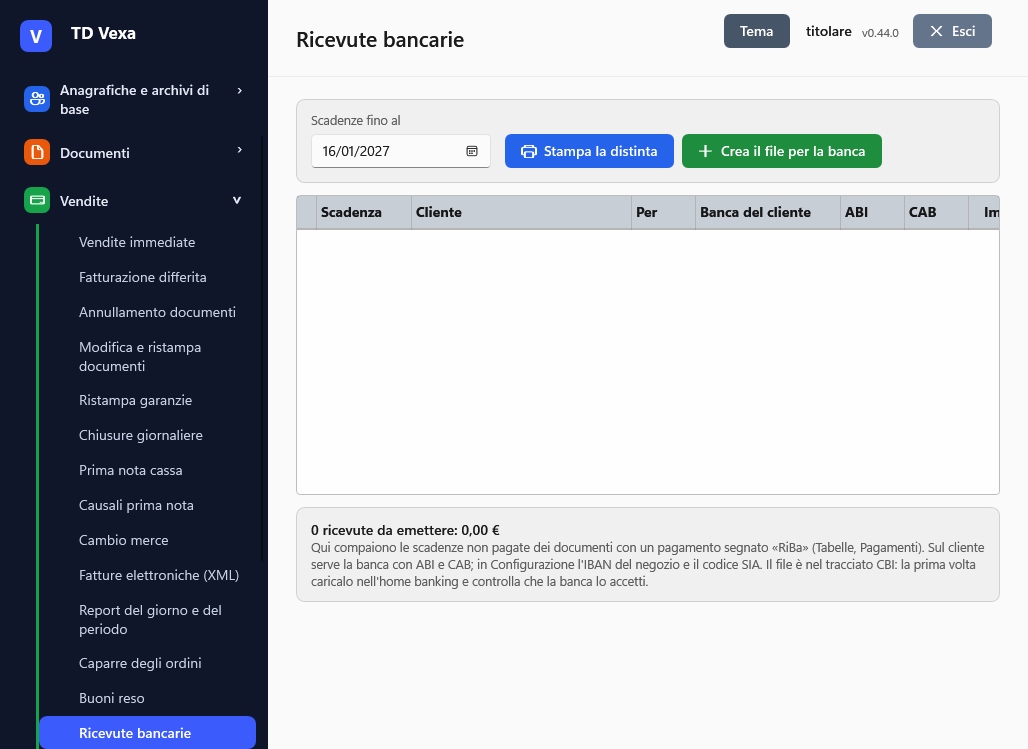 V
TD Vexa
Anagrafiche e archivi di
base
Documenti
Vendite
Vendite immediate
Fatturazione differita
Annullamento documenti
Modifica e ristampa
documenti
Ristampa garanzie
Chiusure giornaliere
Prima nota cassa
Causali prima nota
Cambio merce
Fatture elettroniche (XML)
Report del giorno e del
periodo
Caparre degli ordini
Buoni reso
Ricevute bancarie
Ricevute bancarie
Tema
titolare v0.44.0
Esci
Scadenze fino al
16/01/2027
Stampa la distinta
Crea il file per la banca
Scadenza Cliente Per Banca del cliente ABI CAB Im
0 ricevute da emettere: 0,00 €
Qui compaiono le scadenze non pagate dei documenti con un pagamento segnato «RiBa» (Tabelle, Pagamenti). Sul cliente
serve la banca con ABI e CAB; in Configurazione l'IBAN del negozio e il codice SIA. Il file è nel tracciato CBI: la prima volta
caricalo nell'home banking e controlla che la banca lo accetti.